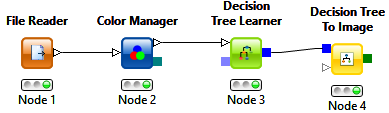 File Reader
Color Manager
Decision
Tree Learner
Decision Tree
To Image
Node 1
Node 2
Node 3
Node 4